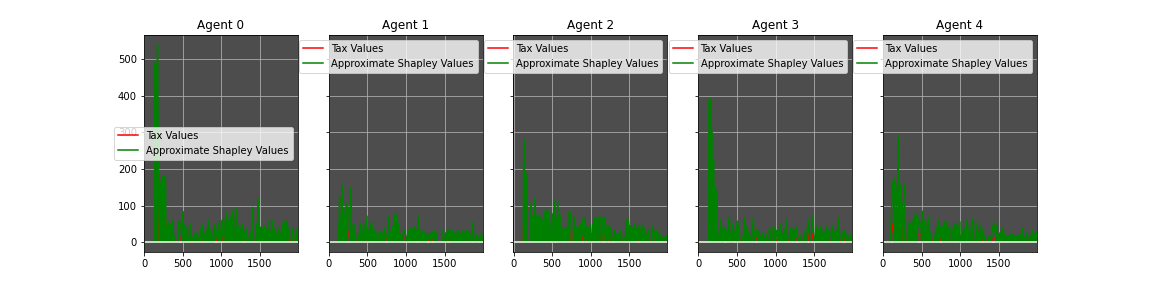 Agent 0
Agent 1
Agent 2
Agent 3
Agent 4
500
400
300
200
100
0
Tax Values
Approximate Shapley Values
Tax Values
Approximate Shapley Values
Tax Values
Approximate Shapley Values
Tax Values
Approximate Shapley Values
Tax Values
Approximate Shapley Values
0 500 1000 1500
0 500 1000 1500
0 500 1000 1500
0 500 1000 1500
0 500 1000 1500